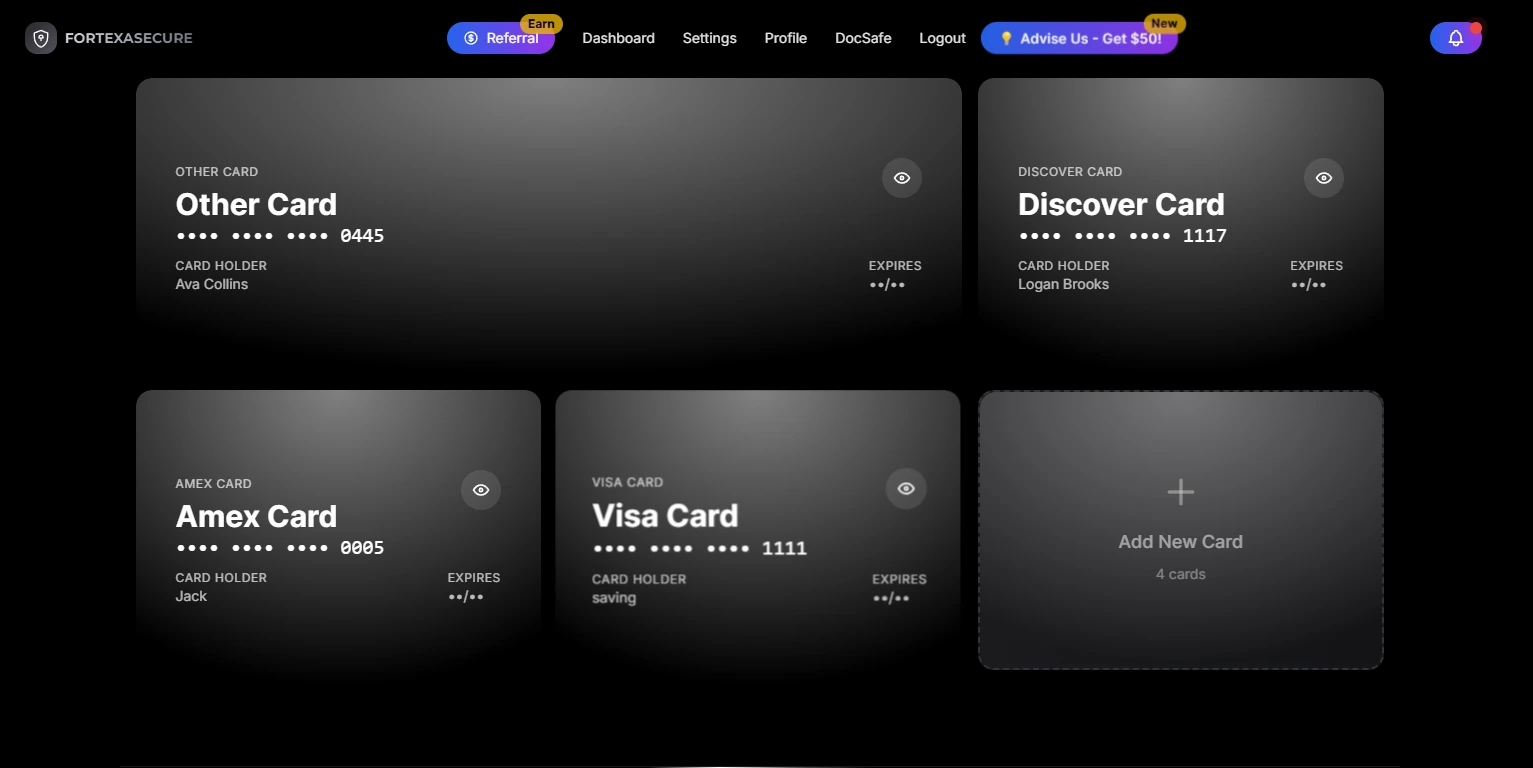 FORTEXASECURE
Earn
Referral
Dashboard
Settings
Profile
DocSafe
Logout
New
💡 Advise Us - Get $50!
OTHER CARD
Other Card
•••• •••• •••• 0445
CARD HOLDER
Ava Collins
EXPIRES
••/••
DISCOVER CARD
Discover Card
•••• •••• •••• 1117
CARD HOLDER
Logan Brooks
EXPIRES
••/••
AMEX CARD
Amex Card
•••• •••• •••• 0005
CARD HOLDER
Jack
EXPIRES
••/••
VISA CARD
Visa Card
•••• •••• •••• 1111
CARD HOLDER
saving
EXPIRES
••/••
Add New Card
4 cards